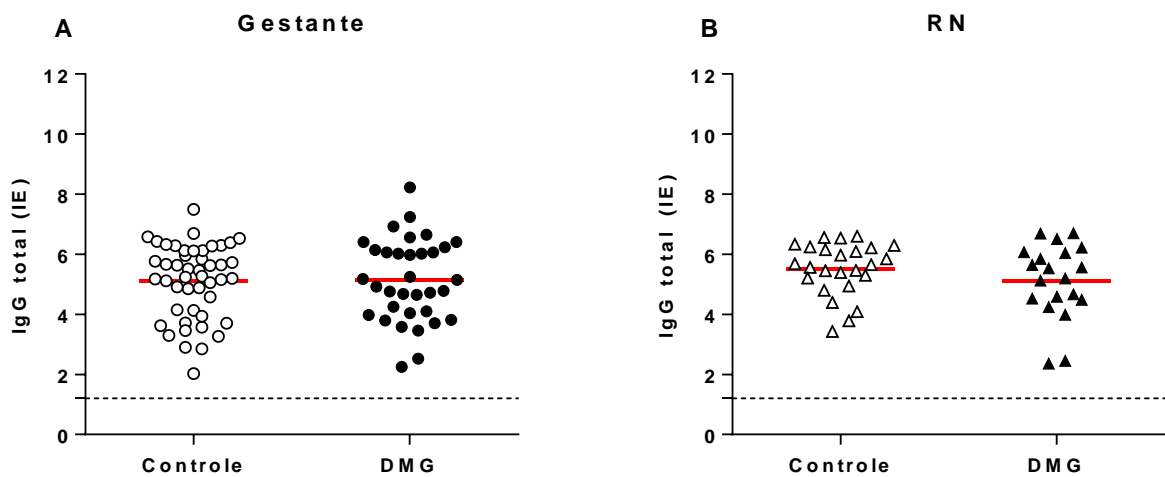 A
Gestante
IgG total (IE)
12
10
8
6
4
2
0
Controle
DMG
B
RN
IgG total (IE)
12
10
8
6
4
2
0
Controle
DMG